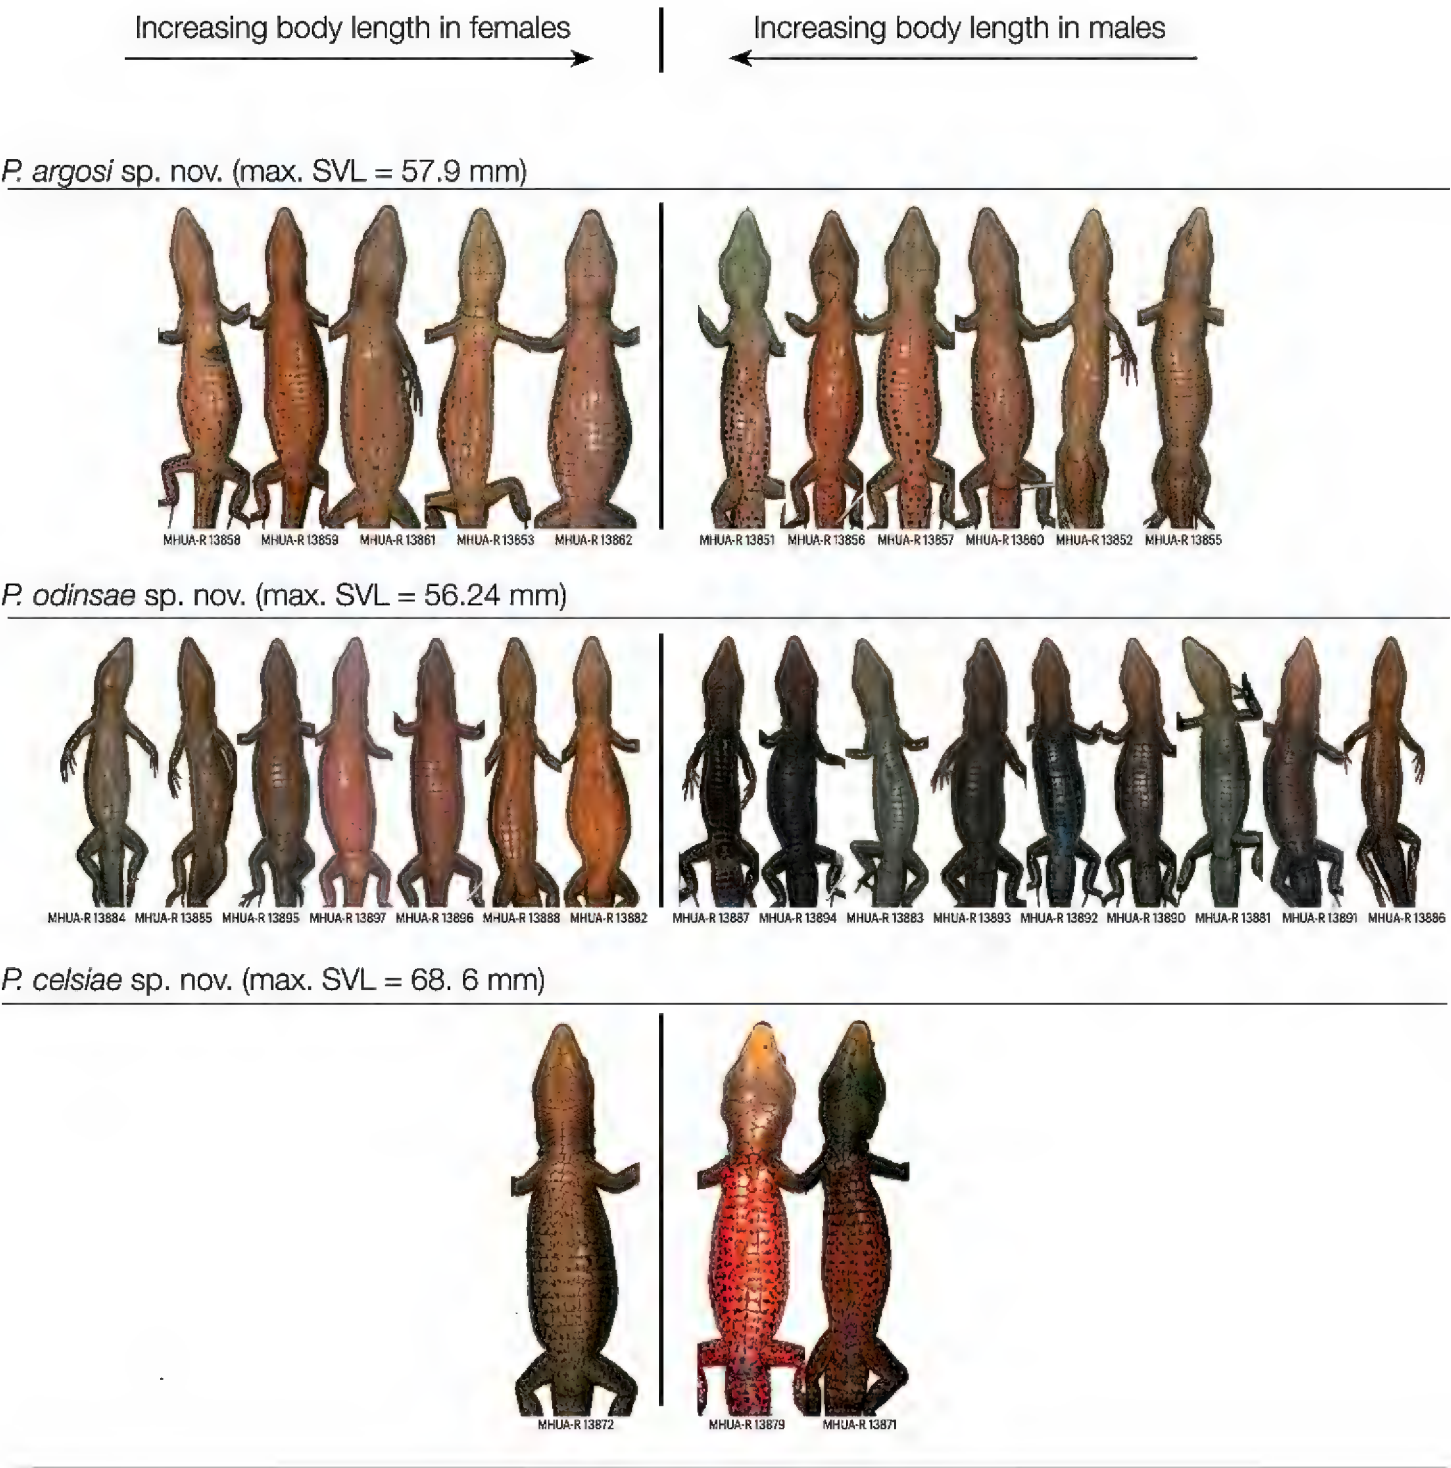 Increasing body length in females
Increasing body length in males
P. argosi sp. nov. (max. SVL = 57.9 mm)
MHUA-R 13858 MHUA-R 13859 MHUA-R 13861 MHUA-R 13853 MHUA-R 13862 MHUA-R 13851 MHUA-R 13856 MHUA-R 13857 MHUA-R 13860 MHUA-R 13852 MHUA-R 13855
P. odinsae sp. nov. (max. SVL = 56.24 mm)
MHUA-R 13884 MHUA-R 13885 MHUA-R 13895 MHUA-R 13897 MHUA-R 13896 MHUA-R 13888 MHUA-R 13882 MHUA-R 13887 MHUA-R 13894 MHUA-R 13883 MHUA-R 13893 MHUA-R 13892 MHUA-R 13890 MHUA-R 13881 MHUA-R 13891 MHUA-R 13886
P. celsiae sp. nov. (max. SVL = 68. 6 mm)
MHUA-R 13872 MHUA-R 13879 MHUA-R 13871